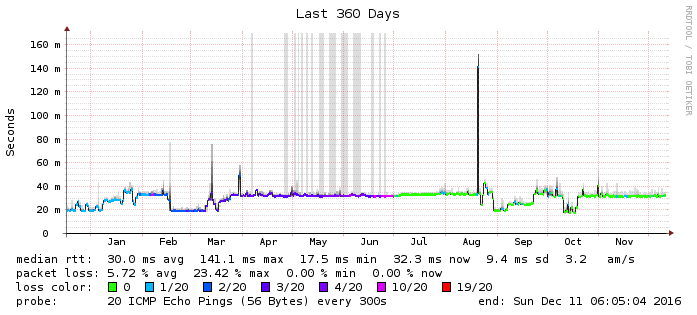 Last 360 Days
RRDTOOL / TOBI OETIKER
Seconds
160 m
140 m
120 m
100 m
80 m
60 m
40 m
20 m
0
Jan Feb Mar Apr May Jun Jul Aug Sep Oct Nov
median rtt: 30.0 ms avg 141.1 ms max 17.5 ms min 32.3 ms now 9.4 ms sd 3.2 am/s
packet loss: 5.72 % avg 23.42 % max 0.00 % min 0.00 % now
loss color: 0 1/20 2/20 3/20 4/20 10/20 19/20
probe: 20 ICMP Echo Pings (56 Bytes) every 300s end: Sun Dec 11 06:05:04 2016